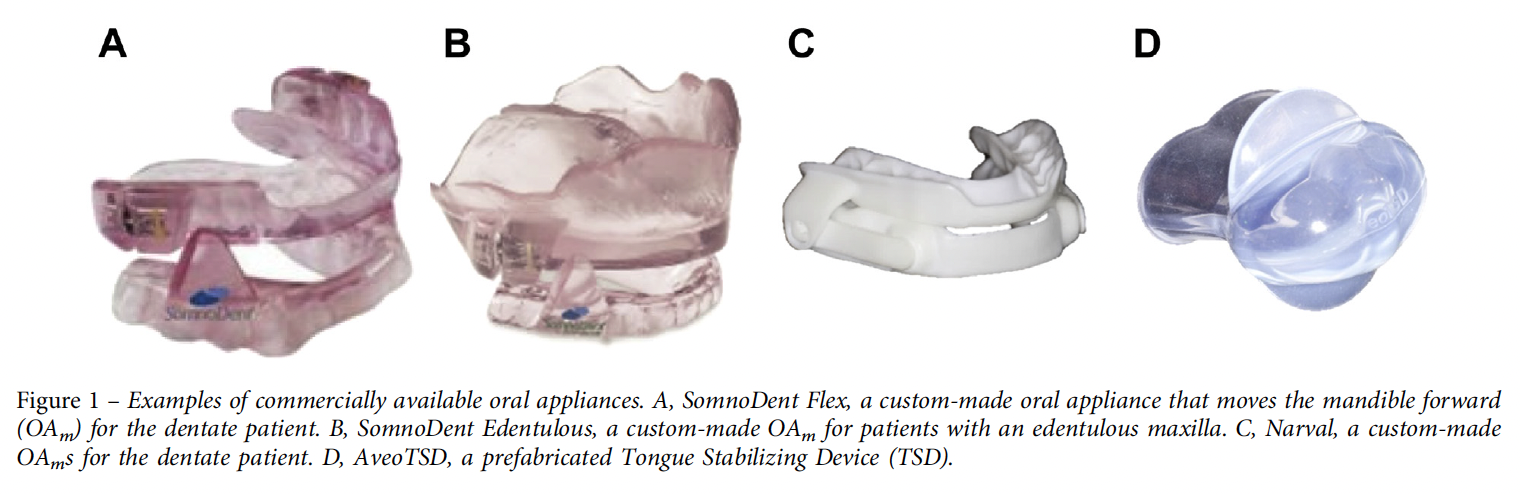 A B C D
SomnoDent
Figure 1 – Examples of commercially available oral appliances. A, SomnoDent Flex, a custom-made oral appliance that moves the mandible forward
(OAm) for the dentate patient. B, SomnoDent Edentulous, a custom-made OAm for patients with an edentulous maxilla. C, Narval, a custom-made
OAms for the dentate patient. D, AveoTSD, a prefabricated Tongue Stabilizing Device (TSD).